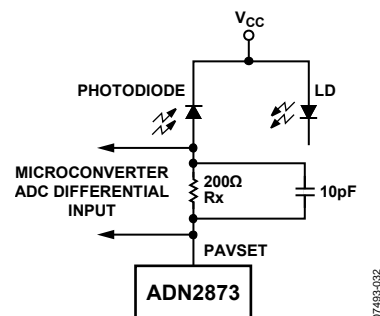 VCC
PHOTODIODE
LD
MICROCONVERTER
ADC DIFFERENTIAL
INPUT
200Ω
Rx
10pF
PAVSET
ADN2873
07493-032